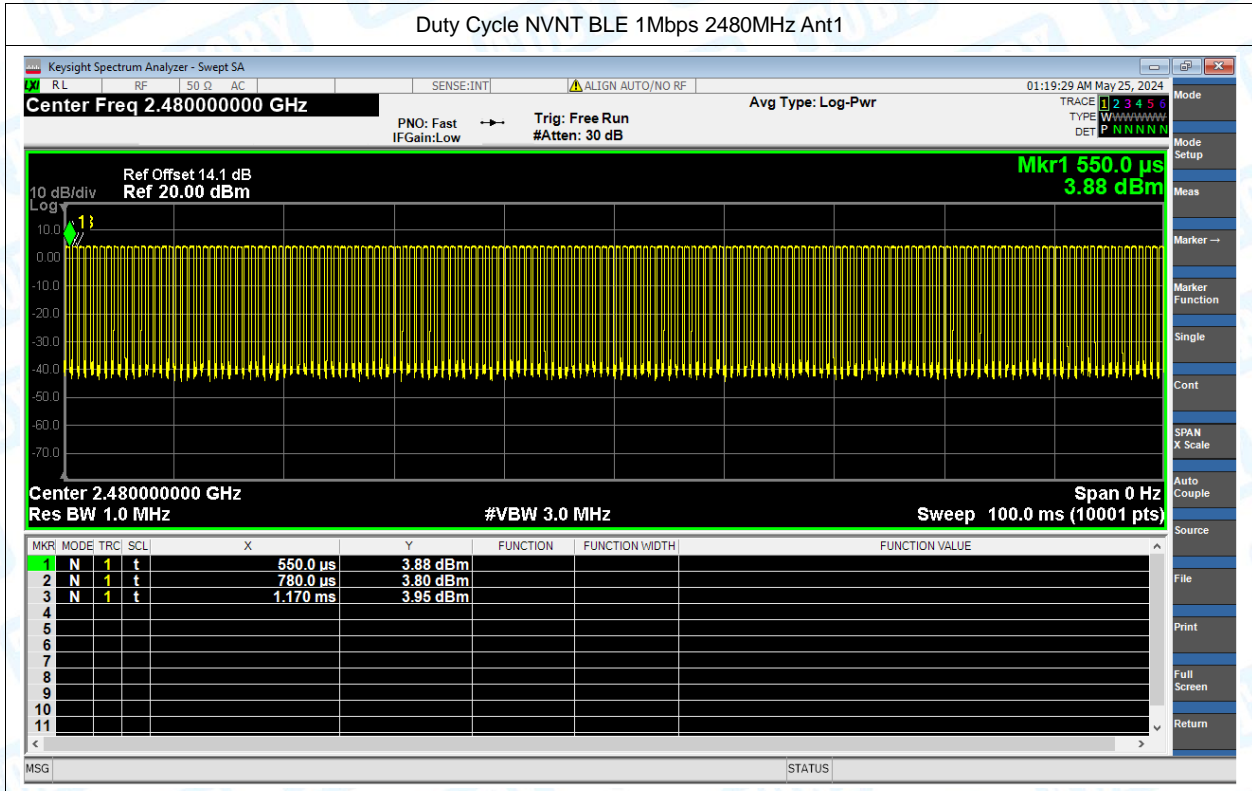 Duty Cycle NVNT BLE 1Mbps 2480MHz Ant1
Keysight Spectrum Analyzer - Swept SA
LXI RL RF 50 Ω AC SENSE:INT ALIGN AUTO/NO RF 01:19:29 AM May 25, 2024
Center Freq 2.480000000 GHz Avg Type: Log-Pwr TRACE 1 2 3 4 5 6
PNO: Fast Trig: Free Run TYPE WWWWWW
IFGain:Low #Atten: 30 dB DET P N N N N N
Mkr1 550.0 µs
3.88 dBm
Ref Offset 14.1 dB
10 dB/div Ref 20.00 dBm
Log
10.0
0.00
-10.0
-20.0
-30.0
-40.0
-50.0
-60.0
-70.0
Center 2.480000000 GHz Span 0 Hz
Res BW 1.0 MHz #VBW 3.0 MHz Sweep 100.0 ms (10001 pts)
MKR MODE TRC SCL X Y FUNCTION FUNCTION WIDTH FUNCTION VALUE
1 N 1 t 550.0 µs 3.88 dBm
2 N 1 t 780.0 µs 3.80 dBm
3 N 1 t 1.170 ms 3.95 dBm
4
5
6
7
8
9
10
11
MSG STATUS
Mode
Mode
Setup
Meas
Marker →
Marker
Function
Single
Cont
SPAN
X Scale
Auto
Couple
Source
File
Print
Full
Screen
Return